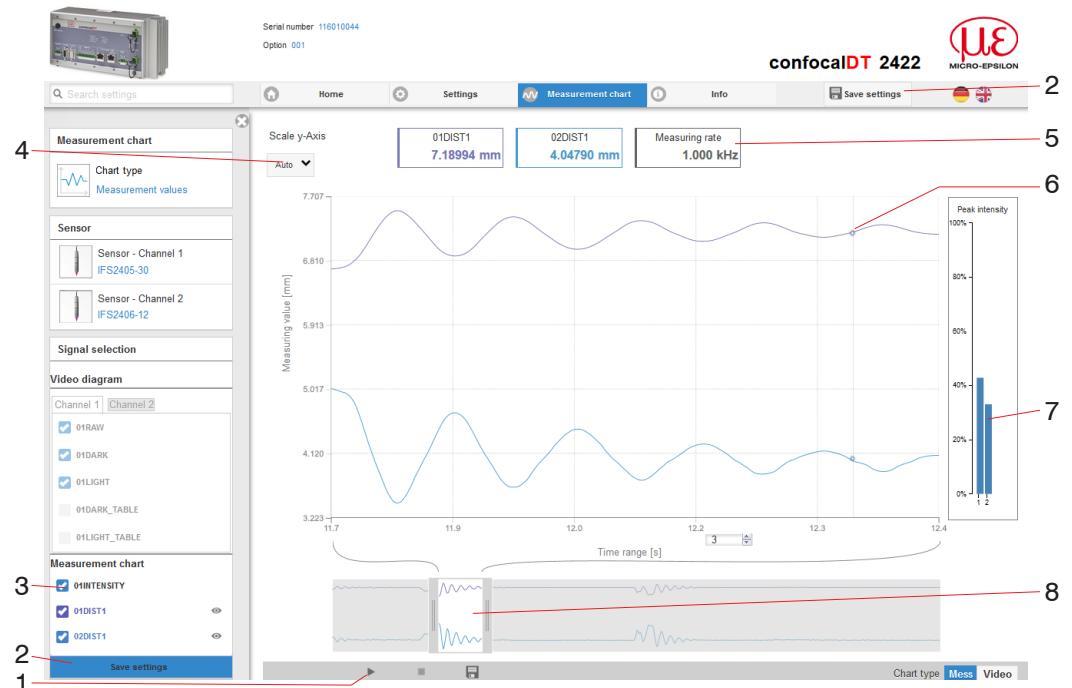 Serial number 116010044
Option 001
confocalDT 2422
με
MICRO-EPSILON
Search settings
Home
Settings
Measurement chart
Info
Save settings
2
Measurement chart
Chart type
Measurement values
Sensor
Sensor - Channel 1
IFS2405-30
Sensor - Channel 2
IFS2406-12
Signal selection
Video diagram
Channel 1 Channel 2
01RAW
01DARK
01LIGHT
01DARK_TABLE
01LIGHT_TABLE
Measurement chart
3
01INTENSITY
01DIST1
02DIST1
2
Save settings
1
4
Scale y-Axis
Auto
01DIST1
7.18994 mm
02DIST1
4.04790 mm
Measuring rate
1.000 kHz
5
6
Measuring value [mm]
7.707
6.810
5.913
5.017
4.120
3.223
11.7 11.9 12.0 12.2 12.3 12.4
3
Time range [s]
Peak intensity
100%
80%
60%
40%
20%
0%
1 2
7
8
Chart type Mess Video